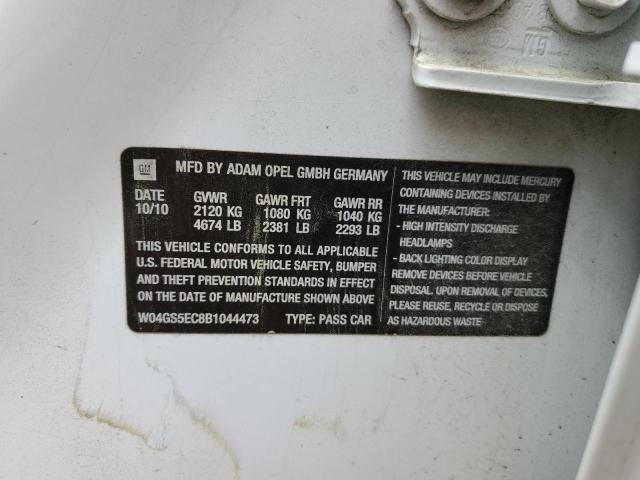 GM
MFD BY ADAM OPEL GMBH GERMANY
DATE GVWR GAWR FRT GAWR RR
10/10 2120 KG 1080 KG 1040 KG
4674 LB 2381 LB 2293 LB
THIS VEHICLE CONFORMS TO ALL APPLICABLE
U.S. FEDERAL MOTOR VEHICLE SAFETY, BUMPER
AND THEFT PREVENTION STANDARDS IN EFFECT
ON THE DATE OF MANUFACTURE SHOWN ABOVE
W04GS5EC8B1044473 TYPE: PASS CAR
THIS VEHICLE MAY INCLUDE MERCURY
CONTAINING DEVICES INSTALLED BY
THE MANUFACTURER:
- HIGH INTENSITY DISCHARGE
HEADLAMPS
- BACK LIGHTING COLOR DISPLAY
REMOVE DEVICES BEFORE VEHICLE
DISPOSAL. UPON REMOVAL OF DEVICES,
PLEASE REUSE, RECYCLE OR DISPOSE
AS HAZARDOUS WASTE
GM